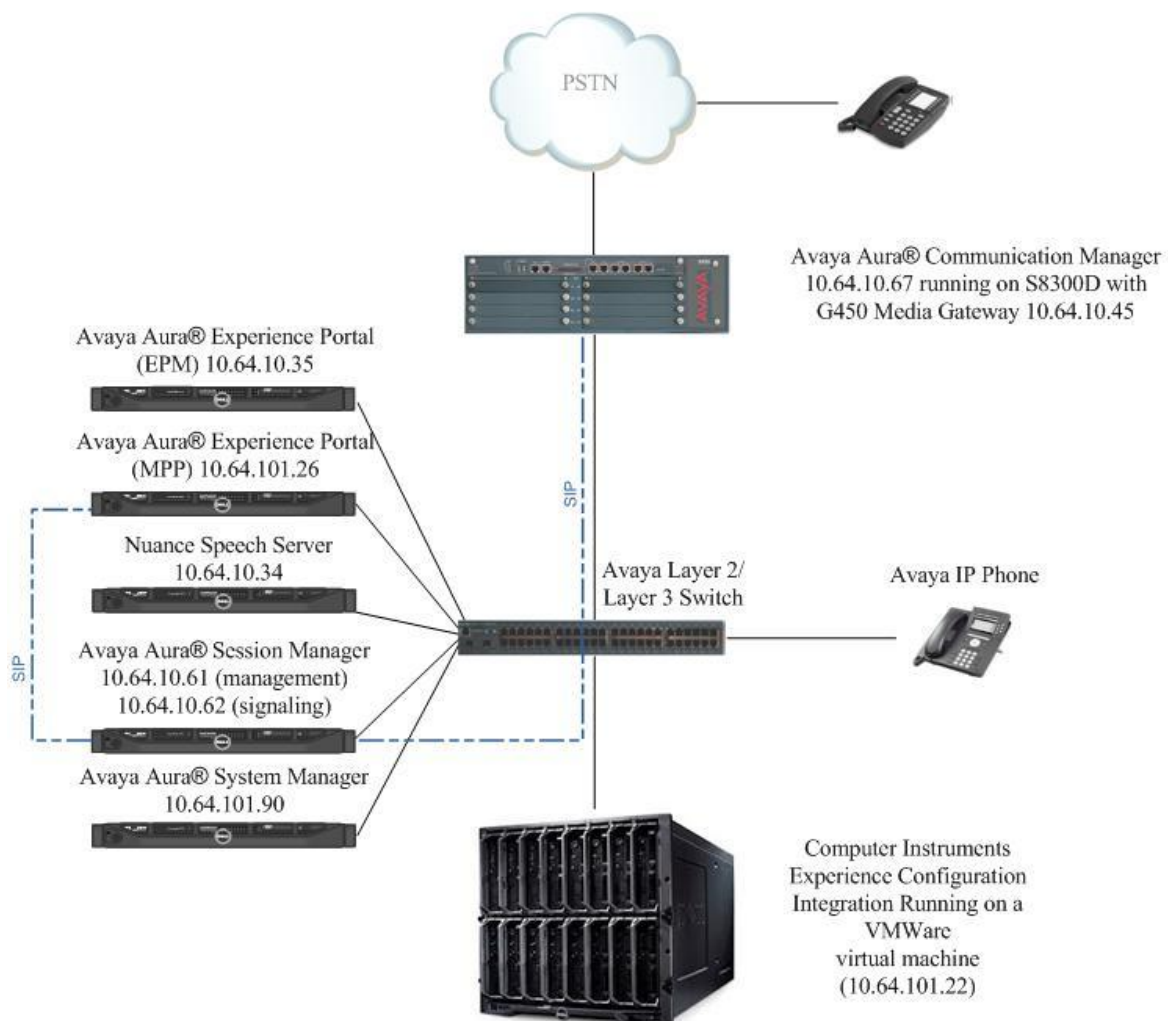 PSTN
Avaya Aura® Communication Manager
10.64.10.67 running on S8300D with
G450 Media Gateway 10.64.10.45
AVAYA
Avaya Aura® Experience Portal
(EPM) 10.64.10.35
Avaya Aura® Experience Portal
(MPP) 10.64.101.26
SIP
Nuance Speech Server
10.64.10.34
Avaya Layer 2/
Layer 3 Switch
Avaya IP Phone
Avaya Aura® Session Manager
10.64.10.61 (management)
10.64.10.62 (signaling)
SIP
Avaya Aura® System Manager
10.64.101.90
Computer Instruments
Experience Configuration
Integration Running on a
VMWare
virtual machine
(10.64.101.22)